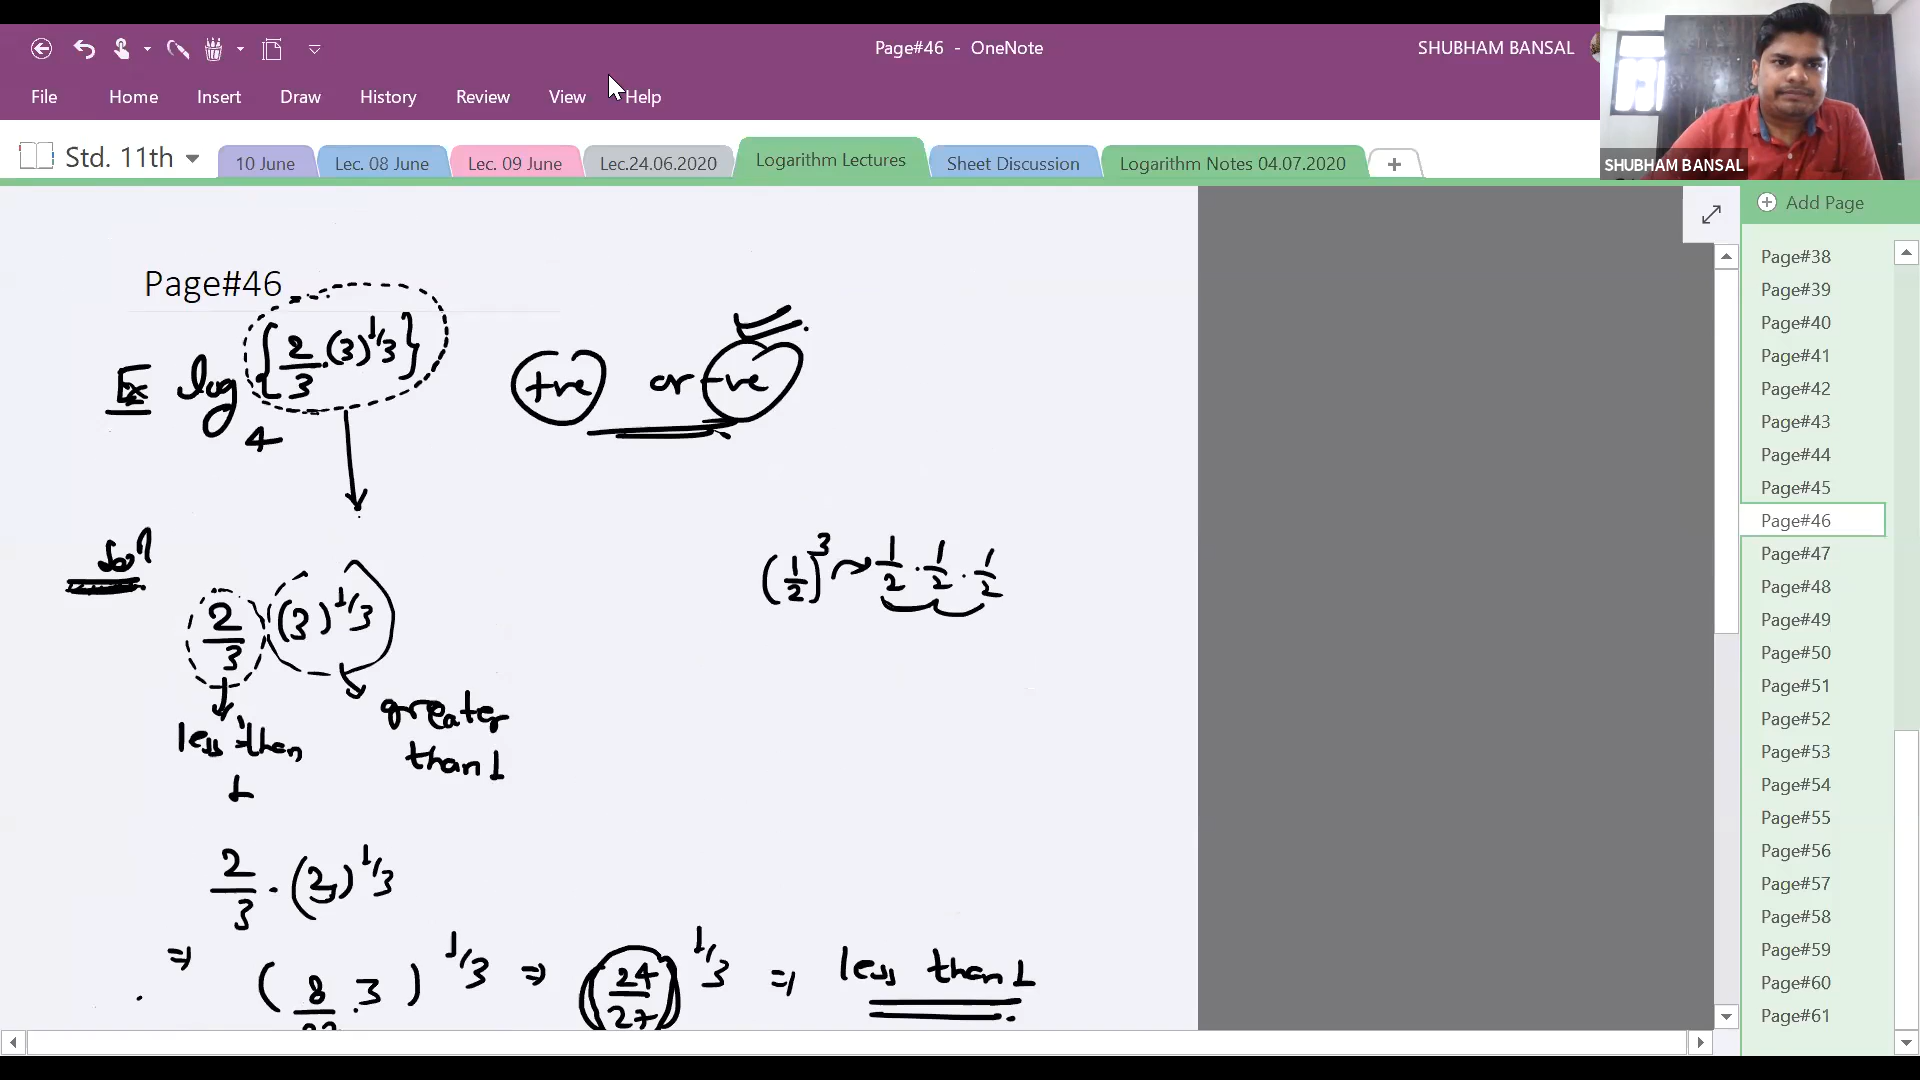 Page#46 - OneNote
SHUBHAM BANSAL
File Home Insert Draw History Review View Help
SHUBHAM BANSAL
Std. 11th
10 June
Lec. 08 June
Lec. 09 June
Lec.24.06.2020
Logarithm Lectures
Sheet Discussion
Logarithm Notes 04.07.2020
Add Page
Page#38
Page#39
Page#40
Page#41
Page#42
Page#43
Page#44
Page#45
Page#46
Page#47
Page#48
Page#49
Page#50
Page#51
Page#52
Page#53
Page#54
Page#55
Page#56
Page#57
Page#58
Page#59
Page#60
Page#61
Page#46
Ex log₄ {2/3 . (3)^1/3} +ve or -ve
Solⁿ
(1/2)^3 → 1/2 . 1/2 . 1/2
2/3 (3)^1/3
less than 1
greater than 1
2/3 . (3)^1/3
⇒ (8/27 . 3)^1/3 ⇒ (24/27)^1/3 ⇒ less than 1